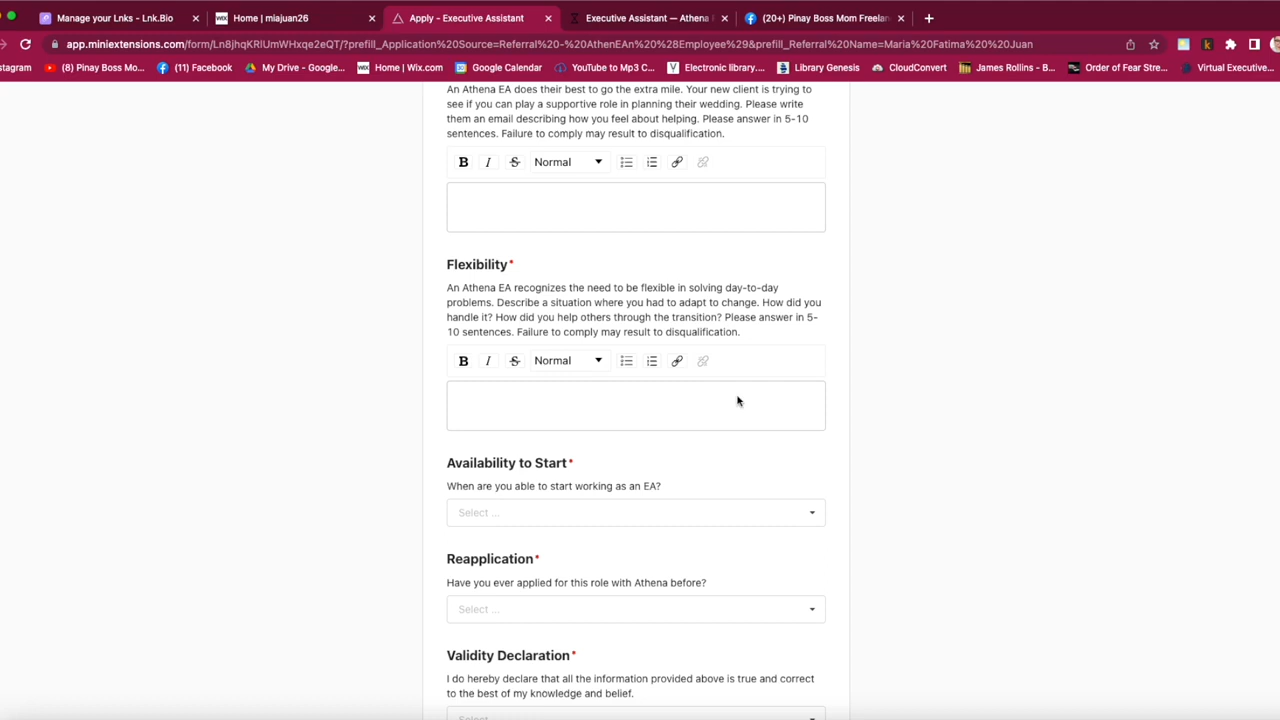 Manage your Lnks - Lnk.Bio
Home | miajuan26
Apply - Executive Assistant
Executive Assistant — Athena
(20+) Pinay Boss Mom Freelan
app.miniextensions.com/form/Ln8jhqKRIUmWHxqe2eQT/?prefill_Application%20Source=Referral%20-%20AthenEAn%20%28Employee%29&prefill_Referral%20Name=Maria%20Fatima%20%20Juan
stagram
(8) Pinay Boss Mo...
(11) Facebook
My Drive - Google...
Home | Wix.com
Google Calendar
YouTube to Mp3 C...
Electronic library....
Library Genesis
CloudConvert
James Rollins - B...
Order of Fear Stre...
Virtual Executive...
An Athena EA does their best to go the extra mile. Your new client is trying to
see if you can play a supportive role in planning their wedding. Please write
them an email describing how you feel about helping. Please answer in 5-10
sentences. Failure to comply may result to disqualification.
B I S Normal
Flexibility*
An Athena EA recognizes the need to be flexible in solving day-to-day
problems. Describe a situation where you had to adapt to change. How did you
handle it? How did you help others through the transition? Please answer in 5-
10 sentences. Failure to comply may result to disqualification.
B I S Normal
Availability to Start*
When are you able to start working as an EA?
Select ...
Reapplication*
Have you ever applied for this role with Athena before?
Select ...
Validity Declaration*
I do hereby declare that all the information provided above is true and correct
to the best of my knowledge and belief.
Select ...